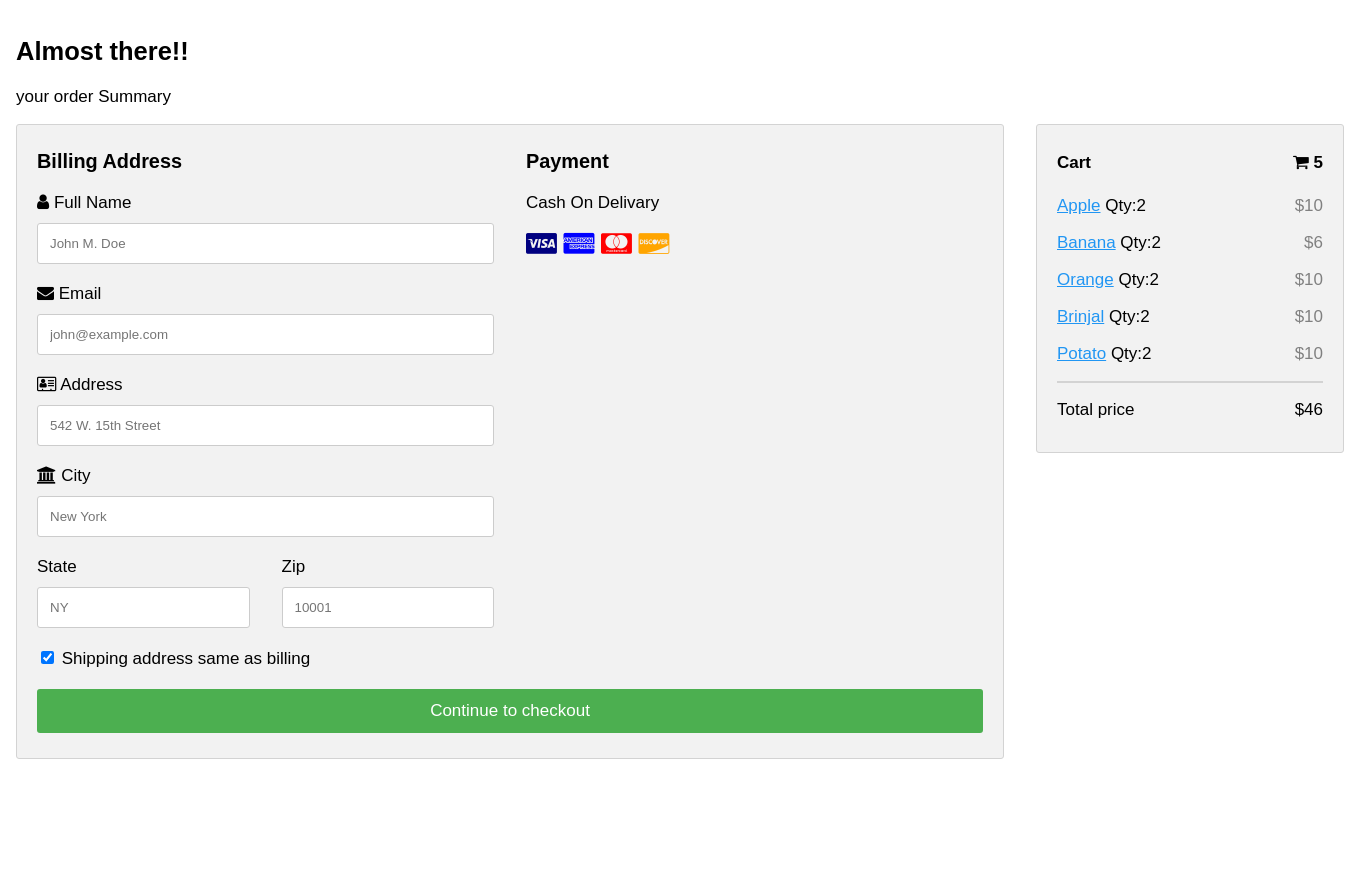 Almost there!!
your order Summary
Billing Address
Full Name
John M. Doe
Email
john@example.com
Address
542 W. 15th Street
City
New York
State Zip
NY 10001
Shipping address same as billing
Payment
Cash On Delivary
VISA AMERICAN EXPRESS mastercard DISCOVER
Continue to checkout
Cart 5
Apple Qty:2 $10
Banana Qty:2 $6
Orange Qty:2 $10
Brinjal Qty:2 $10
Potato Qty:2 $10
Total price $46